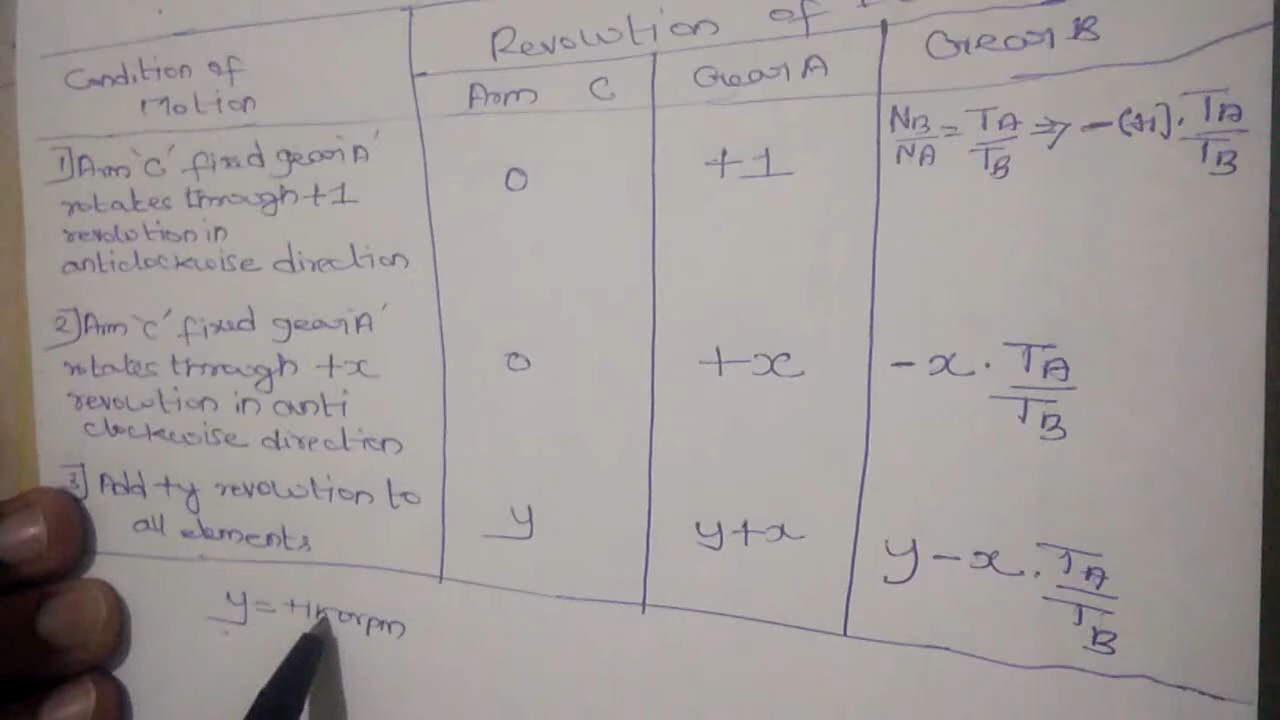 Revolution of
Condition of
Motion
Arm C
Gear A
Gear B
1) Arm 'C' fixed gear 'A'
rotates through +1
revolution in
anticlockwise direction
0
+1
NB/NA = TA/TB ⇒ -(+1) . TA/TB
2) Arm 'C' fixed gear 'A'
rotates through +x
revolution in anti
clockwise direction
0
+x
-x . TA/TB
3) Add +y revolution to
all elements
y
y+x
y-x . TA/TB
y =